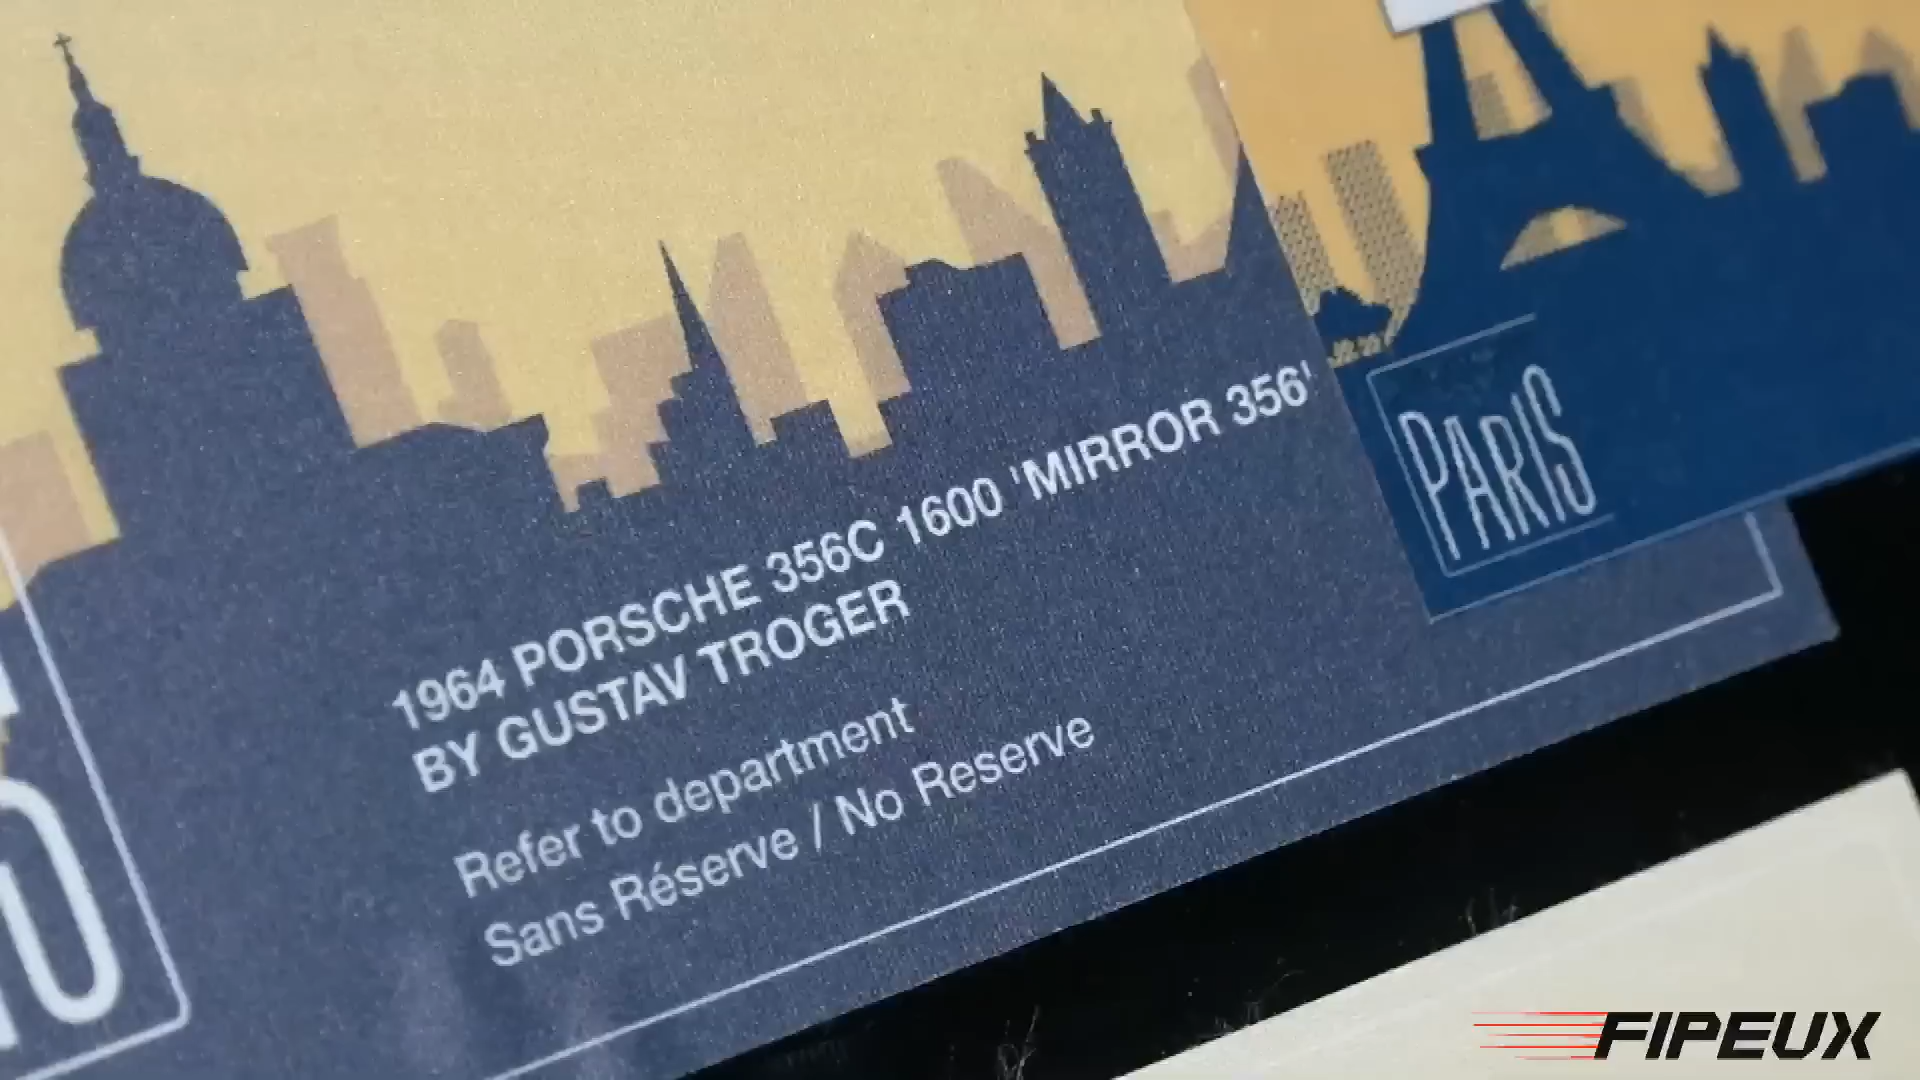 1964 PORSCHE 356C 1600 'MIRROR 356'
BY GUSTAV TROGER
Refer to department
Sans Réserve / No Reserve
PARIS
FIPEUX